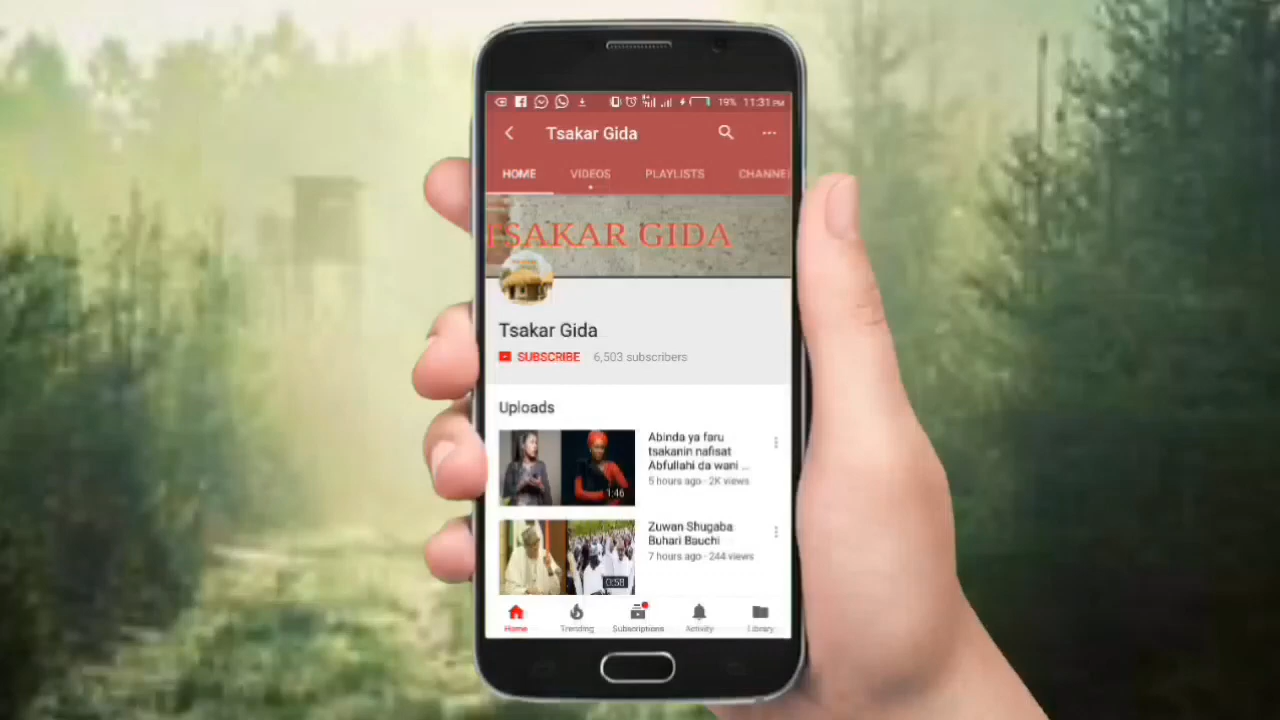 19% 11:31 PM
Tsakar Gida
HOME VIDEOS PLAYLISTS CHANNE
TSAKAR GIDA
Tsakar Gida
SUBSCRIBE 6,503 subscribers
Uploads
Abinda ya faru
tsakanin nafisat
Abfullahi da wani ...
5 hours ago · 2K views
1:46
Zuwan Shugaba
Buhari Bauchi
7 hours ago · 244 views
0:58
Home Trending Subscriptions Activity Library